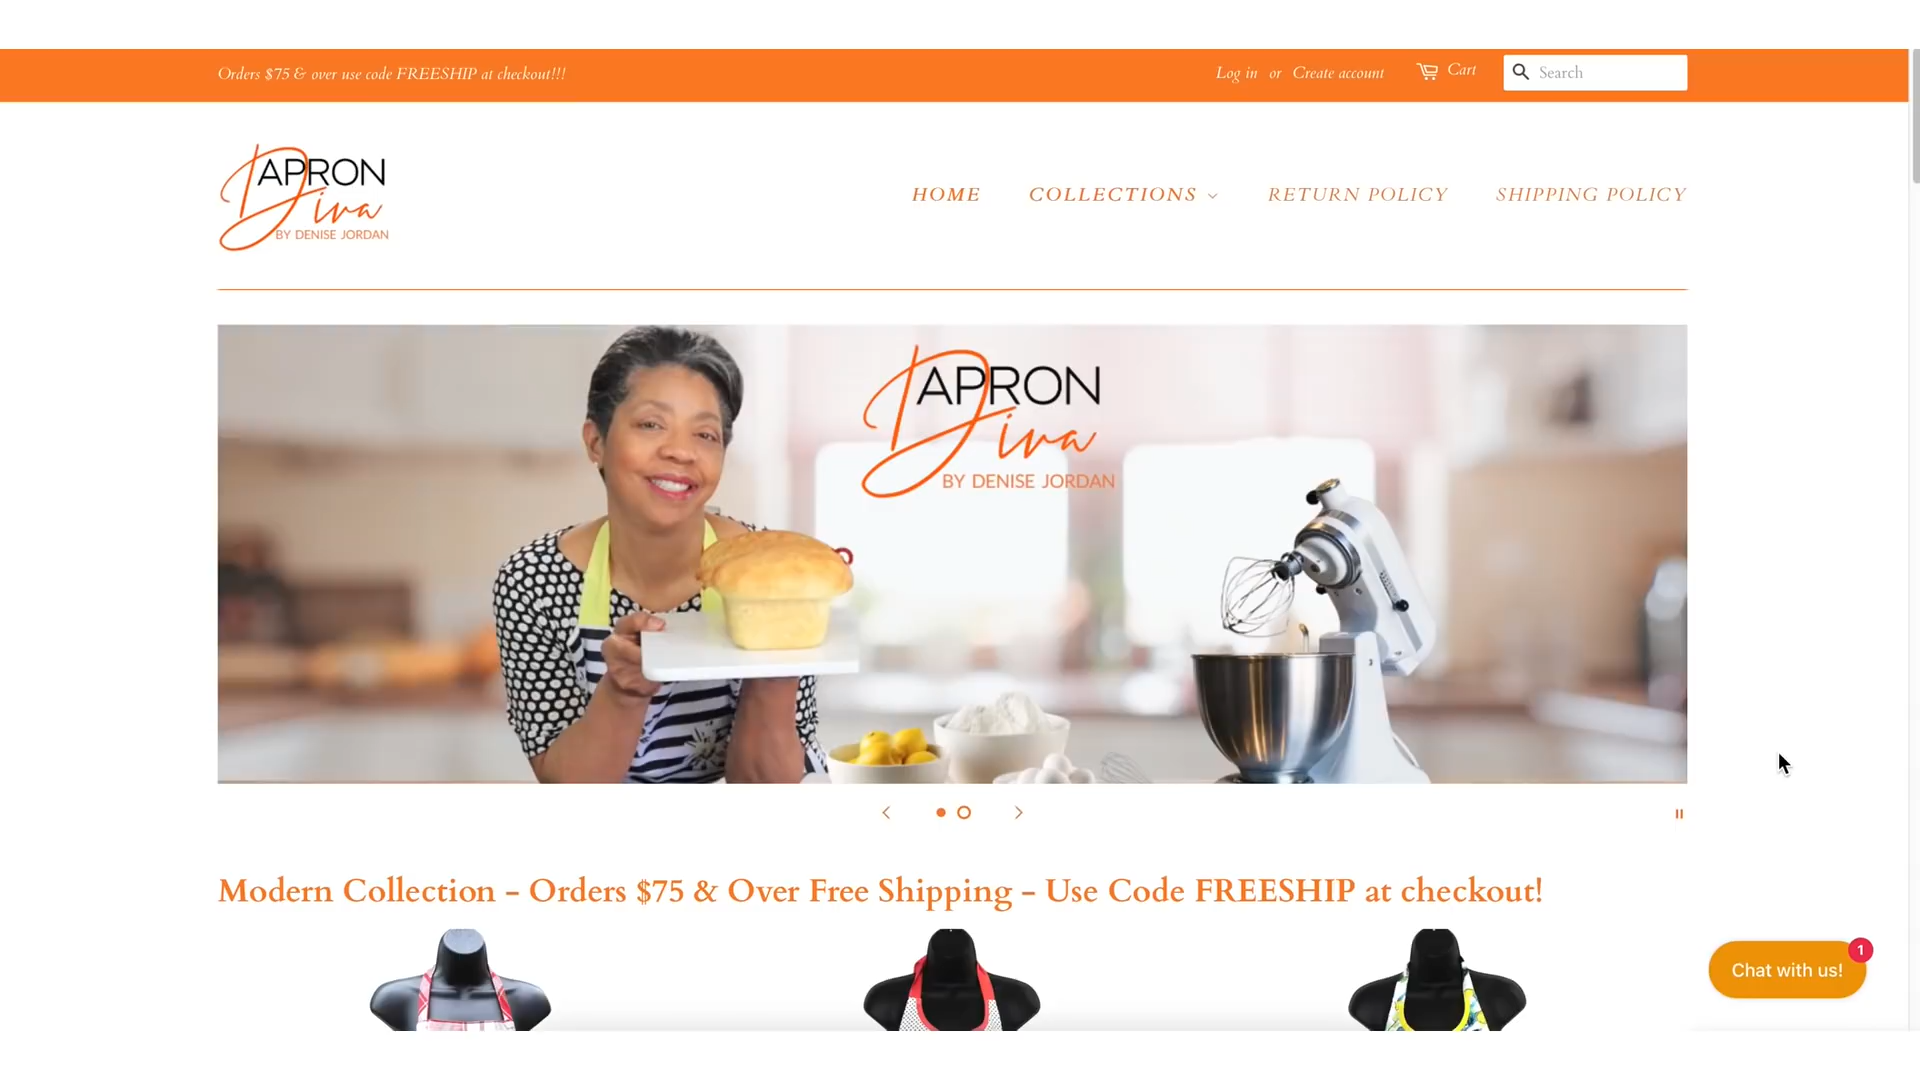 Orders $75 & over use code FREESHIP at checkout!!!
Log in or Create account
Cart
Search
APRON
Diva
BY DENISE JORDAN
HOME
COLLECTIONS
RETURN POLICY
SHIPPING POLICY
APRON
Diva
BY DENISE JORDAN
Modern Collection - Orders $75 & Over Free Shipping - Use Code FREESHIP at checkout!
1
Chat with us!